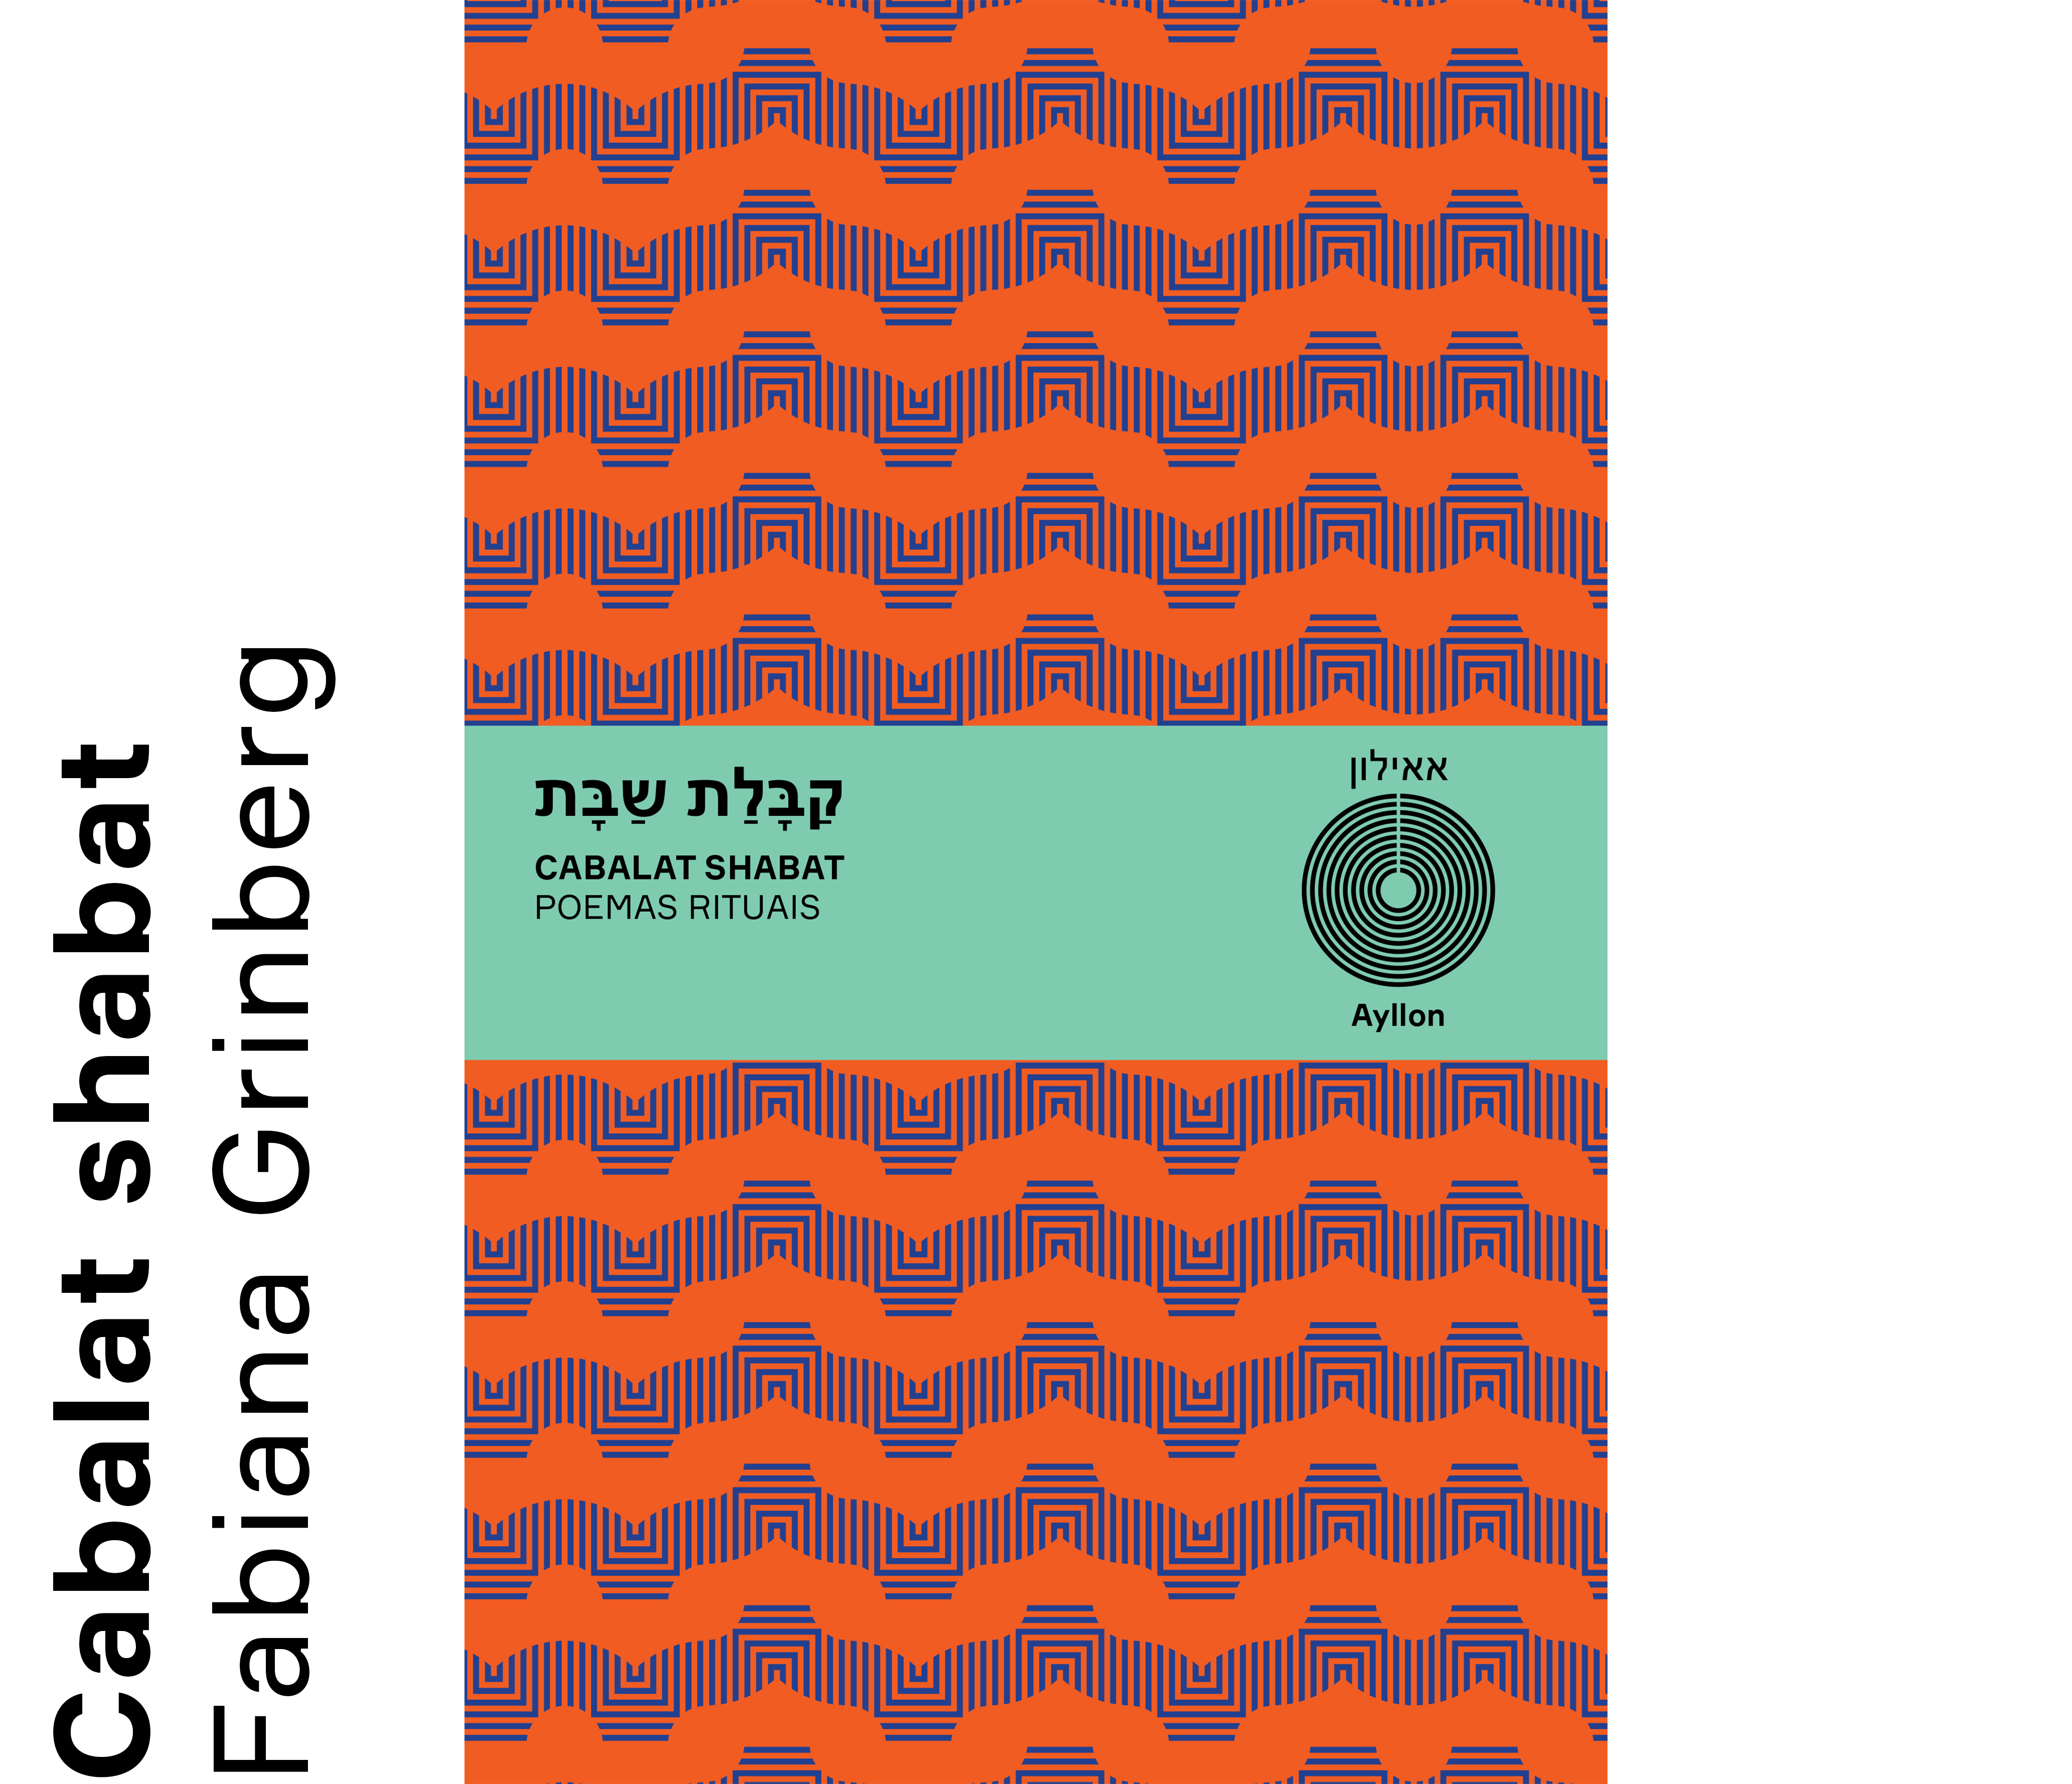 Cabalat shabat
Fabiana Grinberg
קַבָּלַת שַׁבָּת
CABALAT SHABAT
POEMAS RITUAIS
אאילון
Ayllon